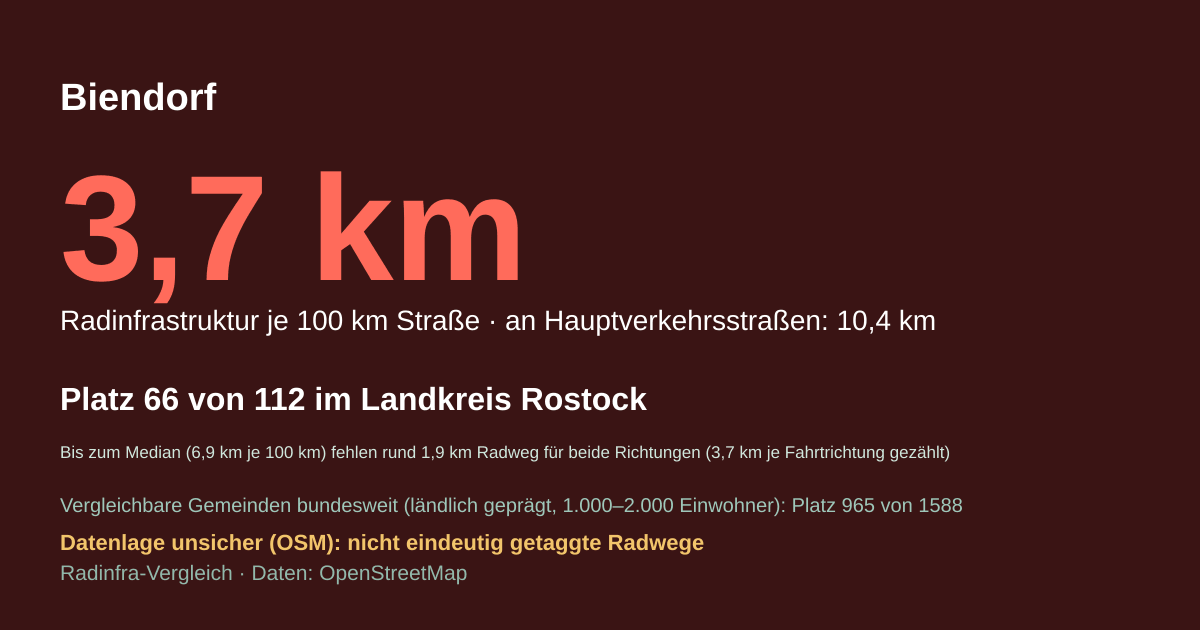 Biendorf
3,7 km
Radinfrastruktur je 100 km Straße · an Hauptverkehrsstraßen: 10,4 km
Platz 66 von 112 im Landkreis Rostock
Bis zum Median (6,9 km je 100 km) fehlen rund 1,9 km Radweg für beide Richtungen (3,7 km je Fahrtrichtung gezählt)
Vergleichbare Gemeinden bundesweit (ländlich geprägt, 1.000–2.000 Einwohner): Platz 965 von 1588
Datenlage unsicher (OSM): nicht eindeutig getaggte Radwege
Radinfra-Vergleich · Daten: OpenStreetMap